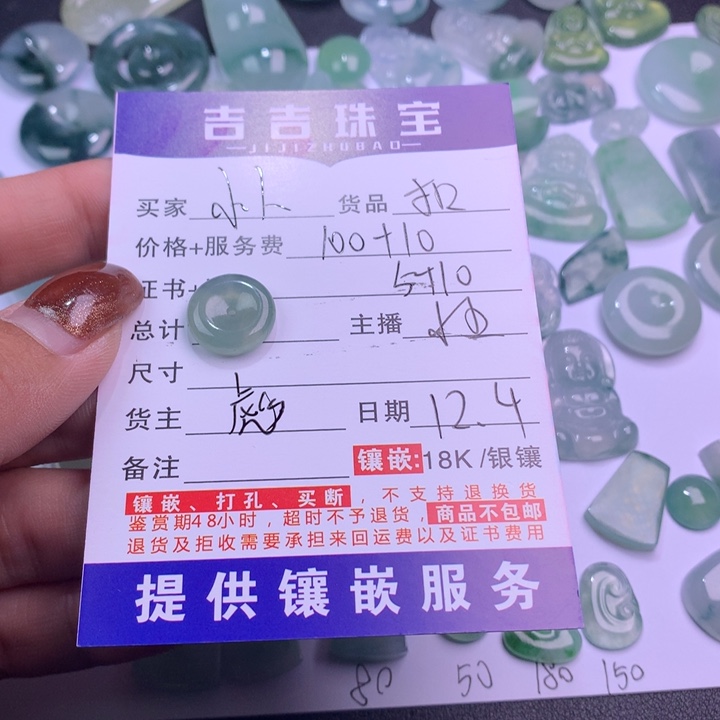 吉吉珠宝
—JIJIZHUBAO—
买家 小小 货品 扣
价格+服务费 100+10
证书+ 5+10
总计 主播
尺寸
货主
日期 12.4
备注 镶嵌:18K/银镶
镶嵌、打孔、买断，不支持退换货
鉴赏期48小时，超时不予退货，商品不包邮
退货及拒收需要承担来回运费以及证书费用
提供镶嵌服务
80 50 180 150